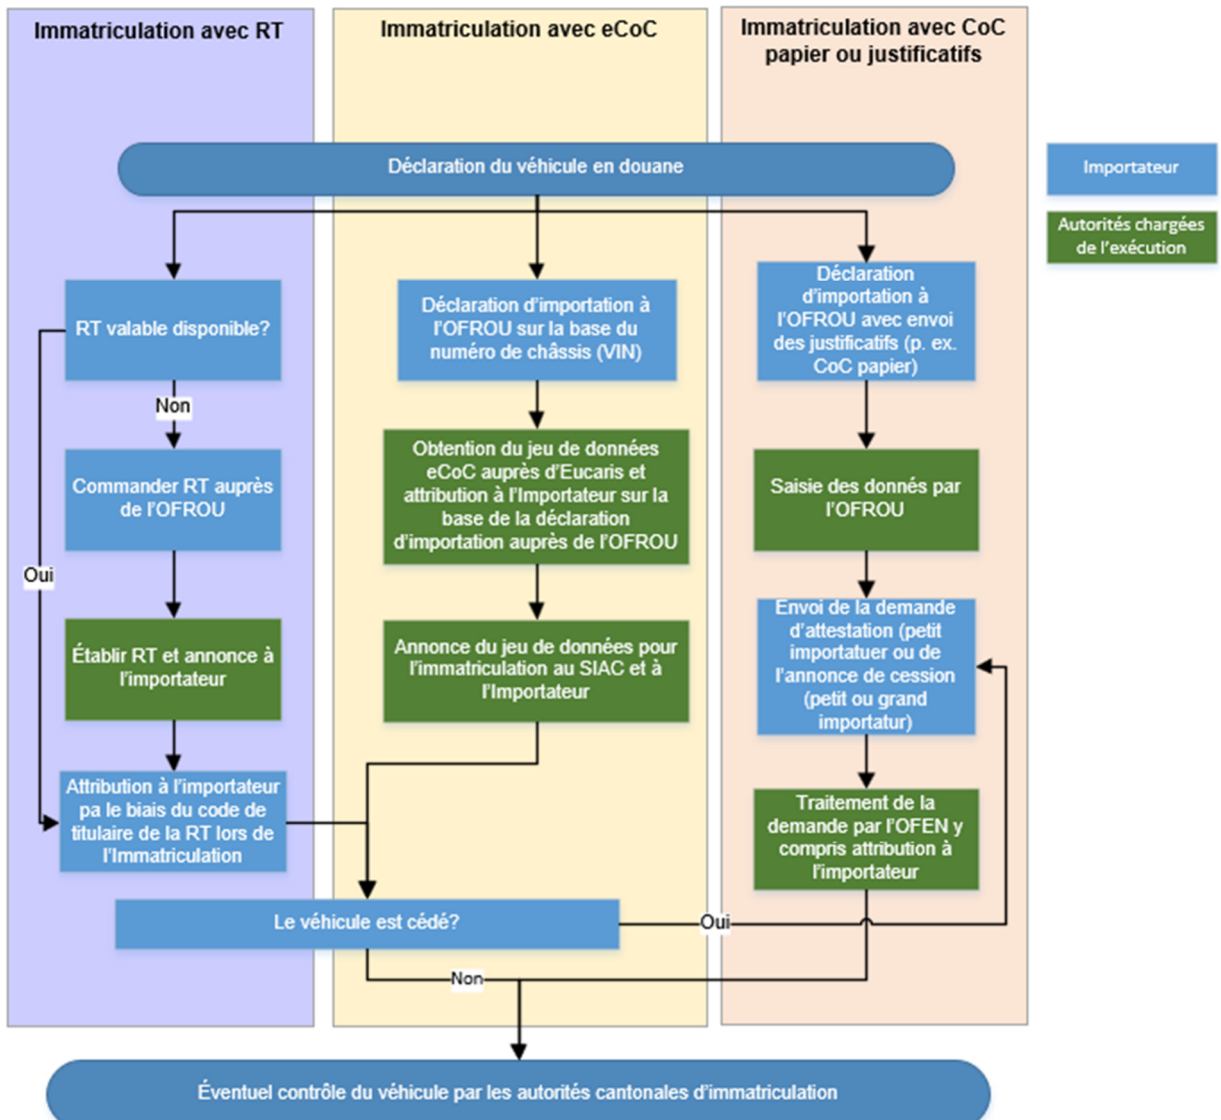 Immatriculation avec RT
Immatriculation avec eCoC
Immatriculation avec CoC
papier ou justificatifs
Déclaration du véhicule en douane
Importateur
Autorités chargées
de l'exécution
RT valable disponible?
Non
Commander RT auprès
de l'OFROU
Oui
Établir RT et annonce à
l'importateur
Attribution à l'importateur
pa le biais du code de
titulaire de la RT lors de
l'Immatriculation
Déclaration d'importation à
l'OFROU sur la base du
numéro de châssis (VIN)
Obtention du jeu de données
eCoC auprès d'Eucaris et
attribution à l'Importateur sur la
base de la déclaration
d'importation auprès de l'OFROU
Annonce du jeu de données pour
l'immatriculation au SIAC et à
l'Importateur
Déclaration
d'importation à
l'OFROU avec envoi
des justificatifs (p. ex.
CoC papier)
Saisie des donnés par
l'OFROU
Envoi de la demande
d'attestation (petit
importatuer ou de
l'annonce de cession
(petit ou grand
importatur)
Traitement de la
demande par l'OFEN y
compris attribution à
l'importateur
Le véhicule est cédé?
Oui
Non
Éventuel contrôle du véhicule par les autorités cantonales d'immatriculation